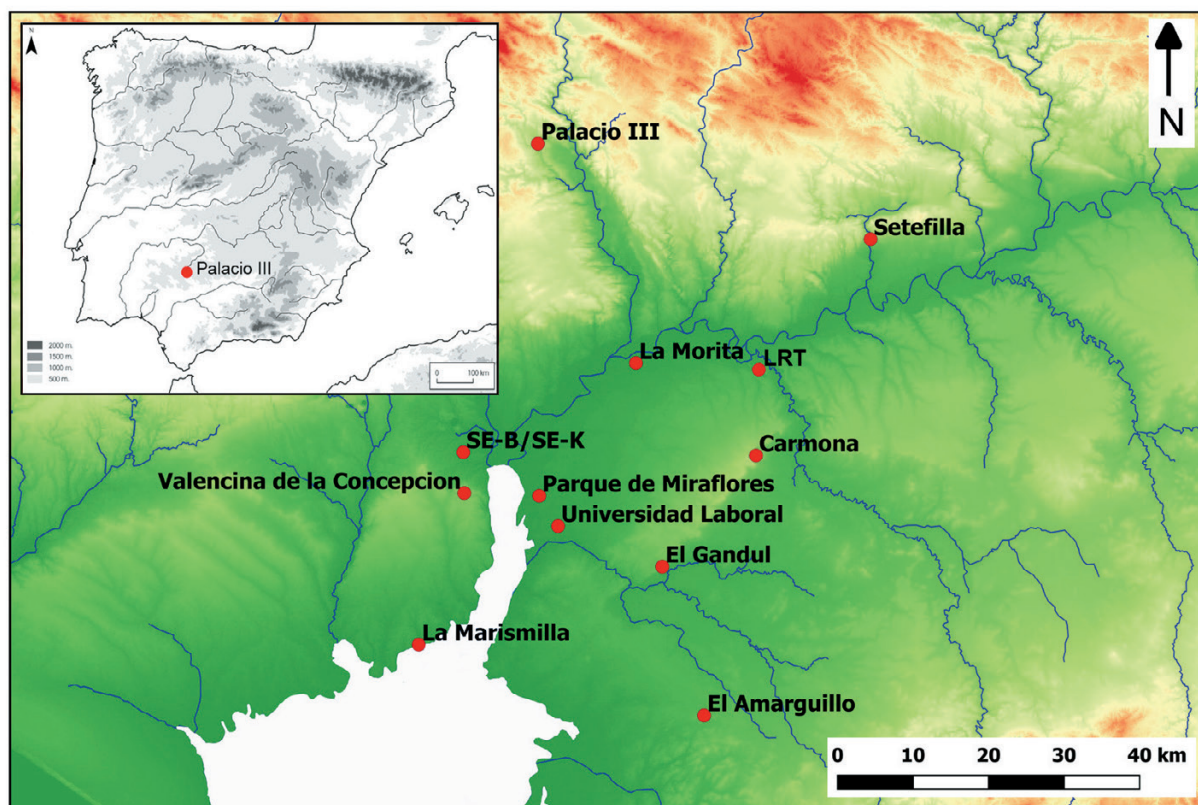 N
Palacio III
2000 m.
1500 m.
1000 m.
500 m.
0 100 km
N
Palacio III
Setefilla
La Morita
LRT
SE-B/SE-K
Carmona
Valencina de la Concepcion
Parque de Miraflores
Universidad Laboral
El Gandul
La Marismilla
El Amarguillo
0 10 20 30 40 km